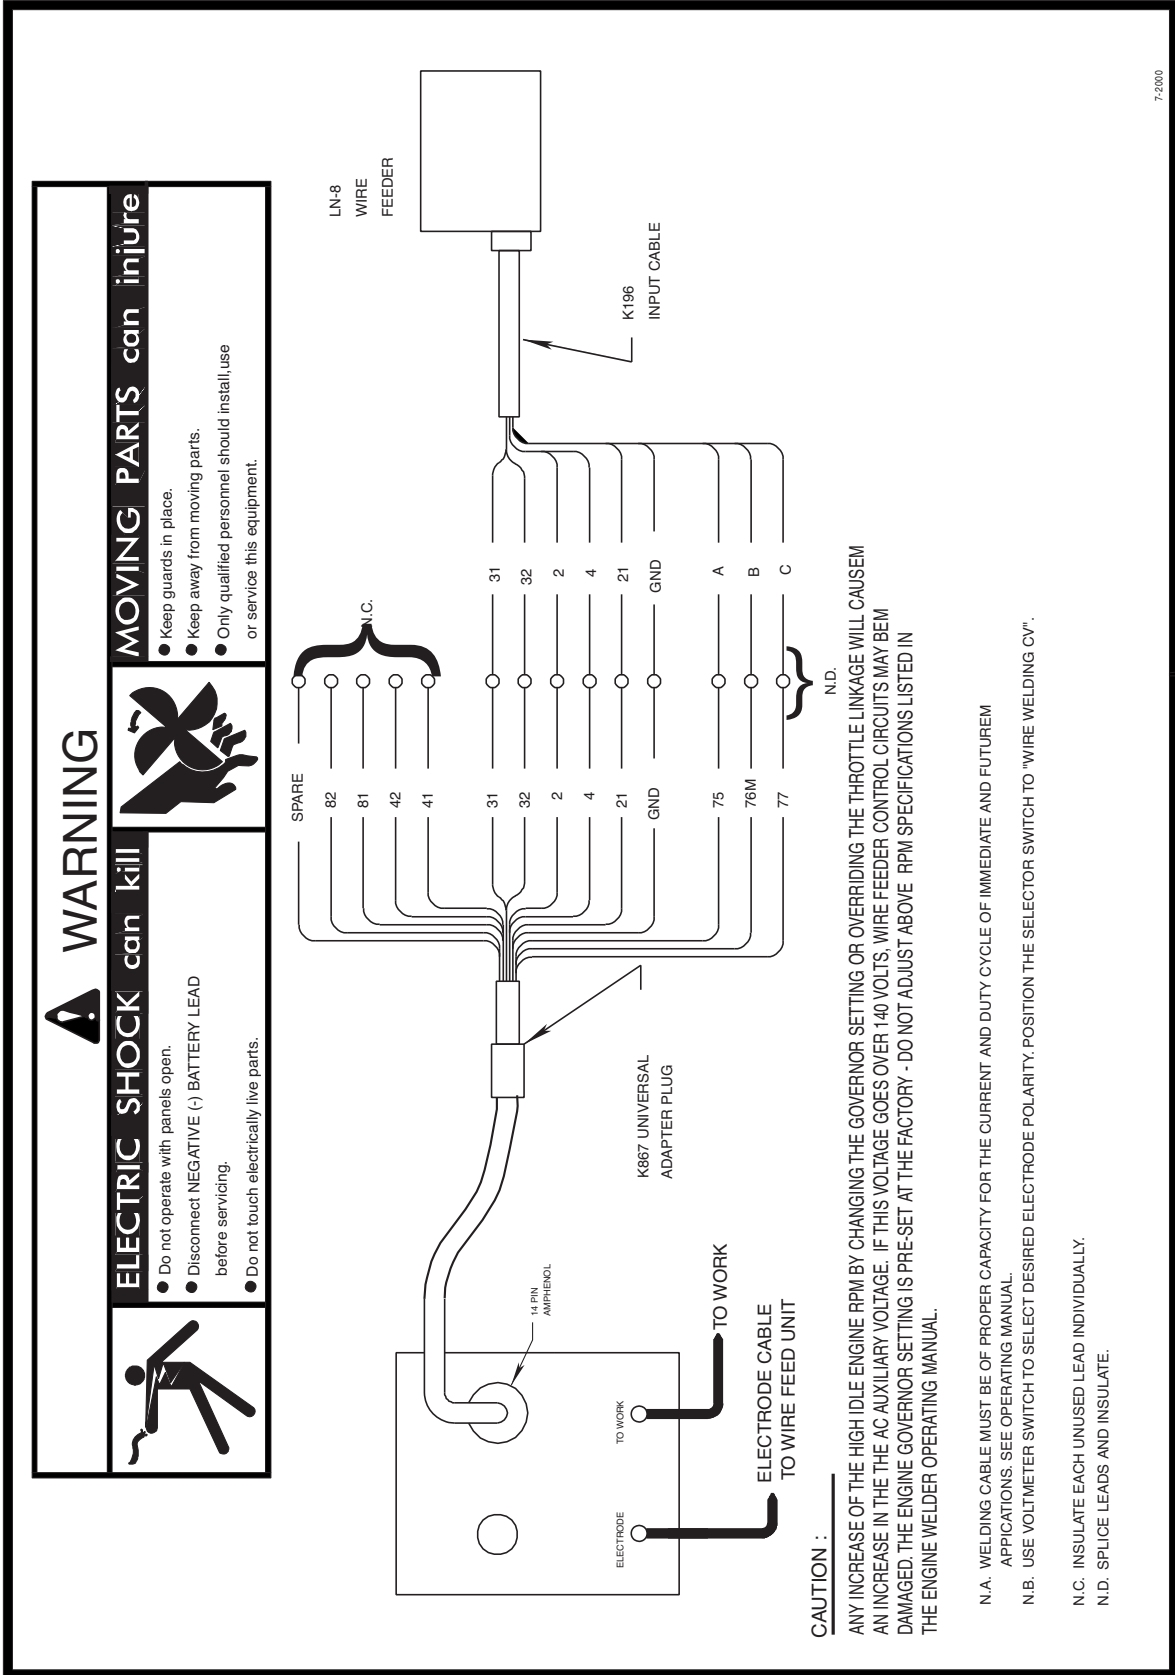 WARNING
ELECTRIC SHOCK can kill
● Do not operate with panels open.
● Disconnect NEGATIVE (-) BATTERY LEAD
before servicing.
● Do not touch electrically live parts.
MOVING PARTS can injure
● Keep guards in place.
● Keep away from moving parts.
● Only qualified personnel should install,use
or service this equipment.
N.C.
SPARE
82
81
42
41
31
32
2
4
21
GND
75
76M
77
31
32
2
4
21
GND
A
B
C
N.D.
LN-8
WIRE
FEEDER
K196
INPUT CABLE
K867 UNIVERSAL
ADAPTER PLUG
14 PIN
AMPHENOL
ELECTRODE
TO WORK
TO WORK
ELECTRODE CABLE
TO WIRE FEED UNIT
CAUTION :
ANY INCREASE OF THE HIGH IDLE ENGINE RPM BY CHANGING THE GOVERNOR SETTING OR OVERRIDING THE THROTTLE LINKAGE WILL CAUSEM
AN INCREASE IN THE THE AC AUXILIARY VOLTAGE. IF THIS VOLTAGE GOES OVER 140 VOLTS, WIRE FEEDER CONTROL CIRCUITS MAY BEM
DAMAGED. THE ENGINE GOVERNOR SETTING IS PRE-SET AT THE FACTORY - DO NOT ADJUST ABOVE RPM SPECIFICATIONS LISTED IN
THE ENGINE WELDER OPERATING MANUAL.
N.A. WELDING CABLE MUST BE OF PROPER CAPACITY FOR THE CURRENT AND DUTY CYCLE OF IMMEDIATE AND FUTUREM
APPICATIONS. SEE OPERATING MANUAL.
N.B. USE VOLTMETER SWITCH TO SELECT DESIRED ELECTRODE POLARITY. POSITION THE SELECTOR SWITCH TO "WIRE WELDING CV".
N.C. INSULATE EACH UNUSED LEAD INDIVIDUALLY.
N.D. SPLICE LEADS AND INSULATE.
7-2000